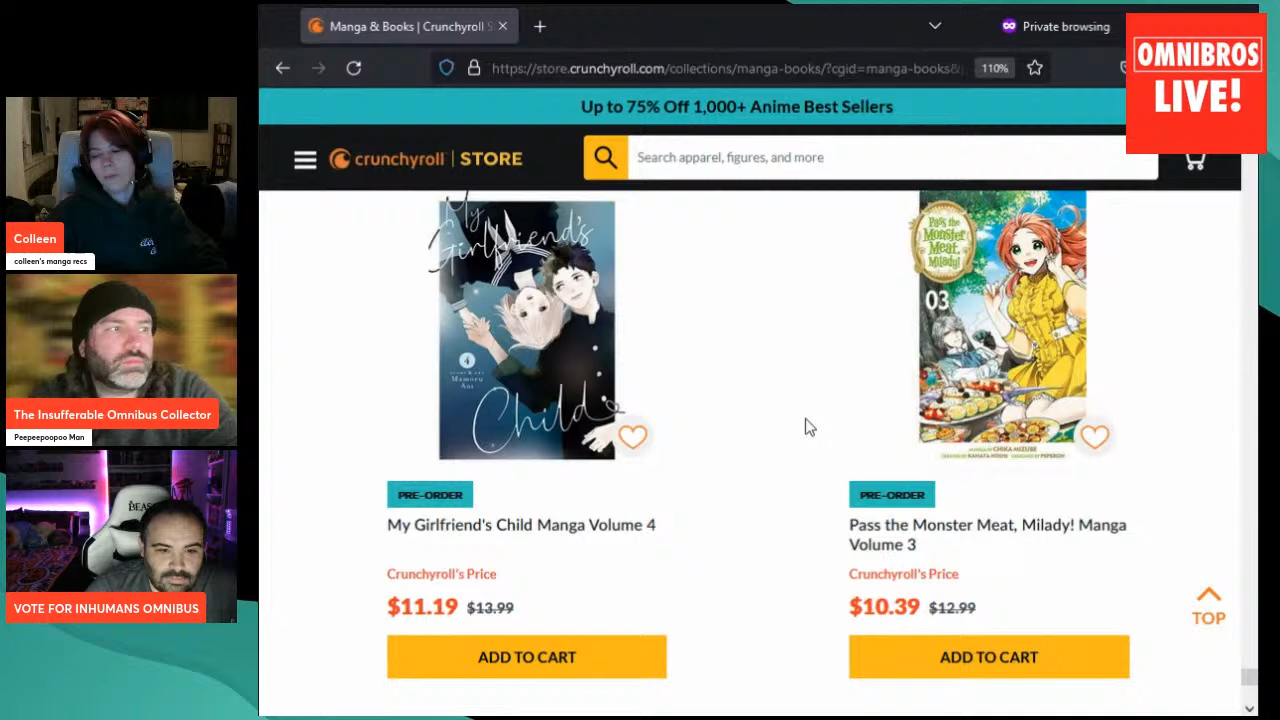 Manga & Books | Crunchyroll S
Private browsing
https://store.crunchyroll.com/collections/manga-books/?cgid=manga-books&
110%
OMNIBROS
LIVE!
Up to 75% Off 1,000+ Anime Best Sellers
crunchyroll | STORE
Search apparel, figures, and more
Colleen
colleen's manga recs
The Insufferable Omnibus Collector
Peepeepoopoo Man
VOTE FOR INHUMANS OMNIBUS
My
Girlfriend's
4
Mamoru
Aoi
Child
Pass the
Monster
Meat,
Milady!
03
PRE-ORDER
My Girlfriend's Child Manga Volume 4
Crunchyroll's Price
$11.19 $13.99
ADD TO CART
PRE-ORDER
Pass the Monster Meat, Milady! Manga
Volume 3
Crunchyroll's Price
$10.39 $12.99
ADD TO CART
TOP